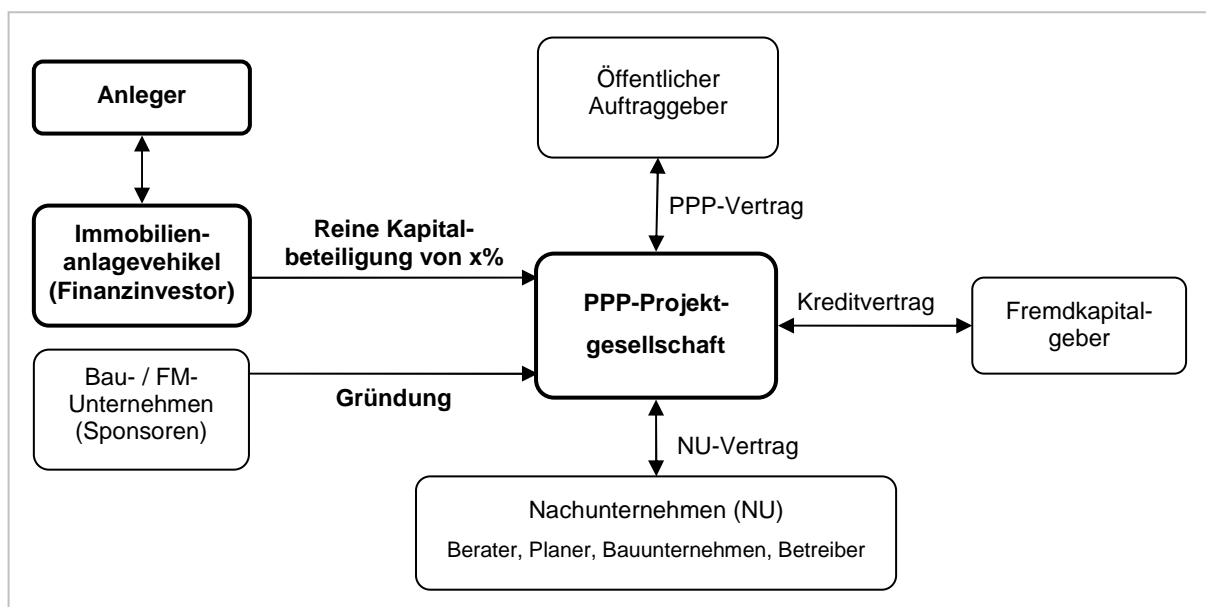 Anleger
Öffentlicher
Auftraggeber
PPP-Vertrag
Immobilien-
anlagevehikel
(Finanzinvestor)
Reine Kapital-
beteiligung von x%
PPP-Projekt-
gesellschaft
Kreditvertrag
Fremdkapital-
geber
Bau- / FM-
Unternehmen
(Sponsoren)
Gründung
NU-Vertrag
Nachunternehmen (NU)
Berater, Planer, Bauunternehmen, Betreiber